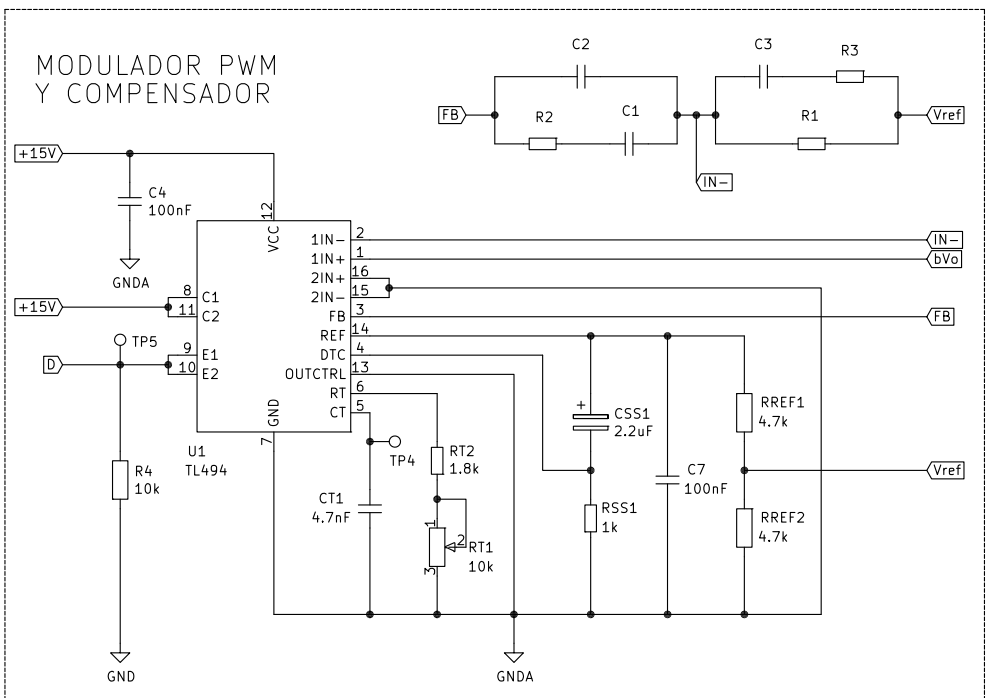 MODULADOR PWM
Y COMPENSADOR
C2
C3
R3
FB
R2
C1
R1
Vref
IN-
+15V
C4
100nF
GNDA
12
VCC
1IN- 2
IN-
1IN+ 1
bVo
2IN+ 16
2IN- 15
+15V
8 C1
11 C2
FB 3
FB
REF 14
TP5
D
9 E1
10 E2
DTC 4
OUTCTRL 13
RT 6
CT 5
GND
7
U1
TL494
TP4
R4
10k
CT1
4.7nF
RT2
1.8k
1
2
3
RT1
10k
+
CSS1
2.2uF
RSS1
1k
C7
100nF
RREF1
4.7k
Vref
RREF2
4.7k
GND
GNDA